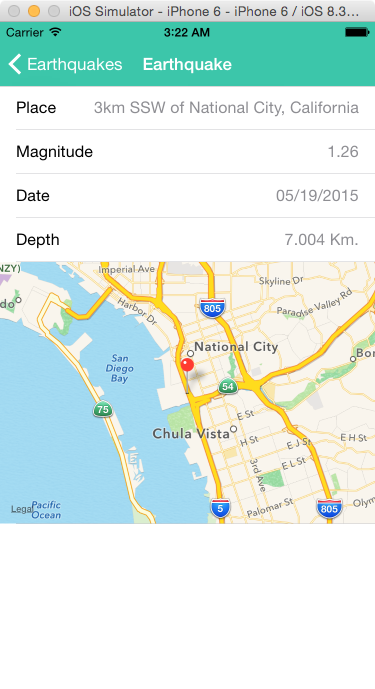 iOS Simulator - iPhone 6 - iPhone 6 / iOS 8.3...
Carrier 3:22 AM
Earthquakes Earthquake
Place 3km SSW of National City, California
Magnitude 1.26
Date 05/19/2015
Depth 7.004 Km.
NZY)
Imperial Ave
Skyline Dr
do
Harbor Dr
805
Paradise Valley Rd
National City
San
Diego
Bay
Bon
54
75
E St
Chula Vista
H St
E J St
E H St
E L St
3rd Ave
Palomar St
Olym
Legal
Pacific
Ocean
5
805